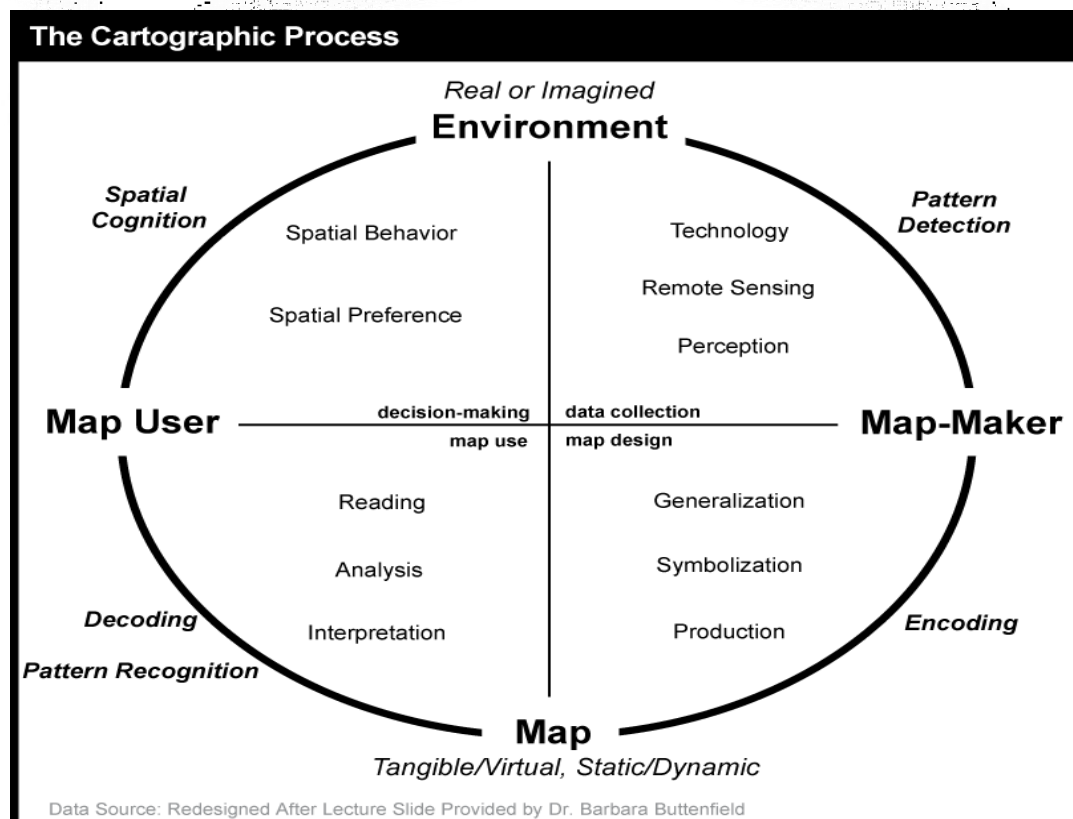 The Cartographic Process
Real or Imagined
Environment
Spatial
Cognition
Pattern
Detection
Spatial Behavior
Technology
Remote Sensing
Spatial Preference
Perception
Map User
decision-making
data collection
Map-Maker
map use
map design
Reading
Generalization
Analysis
Symbolization
Decoding
Interpretation
Production
Encoding
Pattern Recognition
Map
Tangible/Virtual, Static/Dynamic
Data Source: Redesigned After Lecture Slide Provided by Dr. Barbara Buttenfield